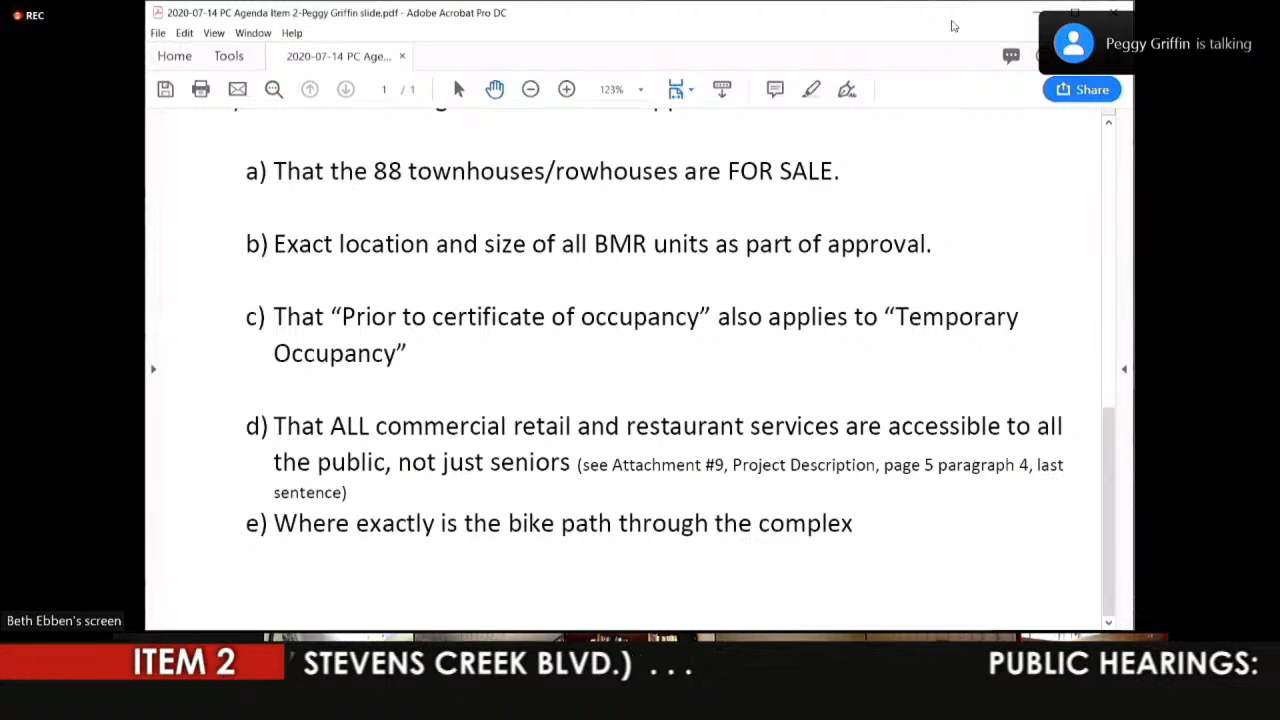 REC
2020-07-14 PC Agenda Item 2-Peggy Griffin slide.pdf - Adobe Acrobat Pro DC
Peggy Griffin is talking
File Edit View Window Help
Home Tools 2020-07-14 PC Age... ×
1 / 1 123% Share
a) That the 88 townhouses/rowhouses are FOR SALE.
b) Exact location and size of all BMR units as part of approval.
c) That “Prior to certificate of occupancy” also applies to “Temporary
Occupancy”
d) That ALL commercial retail and restaurant services are accessible to all
the public, not just seniors (see Attachment #9, Project Description, page 5 paragraph 4, last
sentence)
e) Where exactly is the bike path through the complex
Beth Ebben's screen
ITEM 2 STEVENS CREEK BLVD.) . . . PUBLIC HEARINGS: